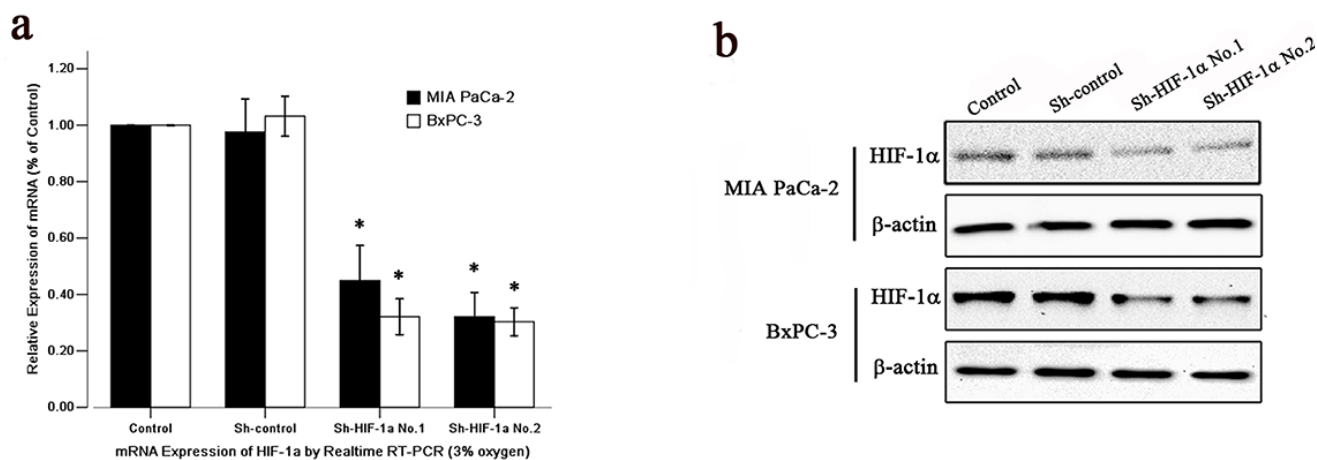 a
1.20
1.00
0.80
0.60
0.40
0.20
0.00
Relative Expression of mRNA (% of Control)
MIA PaCa-2
BxPC-3
*
*
*
*
Control
Sh-control
Sh-HIF-1a No.1
Sh-HIF-1a No.2
mRNA Expression of HIF-1a by Realtime RT-PCR (3% oxygen)
b
Control
Sh-control
Sh-HIF-1α No.1
Sh-HIF-1α No.2
MIA PaCa-2
HIF-1α
β-actin
BxPC-3
HIF-1α
β-actin